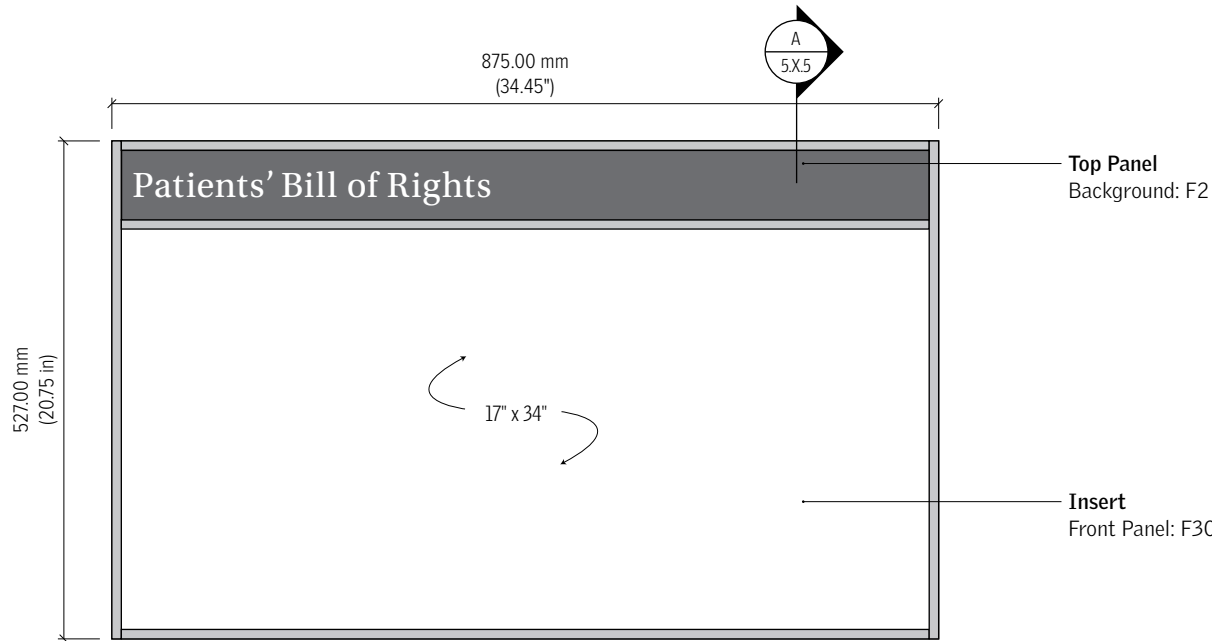 A
5.X.5
875.00 mm
(34.45")
Top Panel
Background: F2
Patients’ Bill of Rights
527.00 mm
(20.75 in)
17" x 34"
Insert
Front Panel: F30